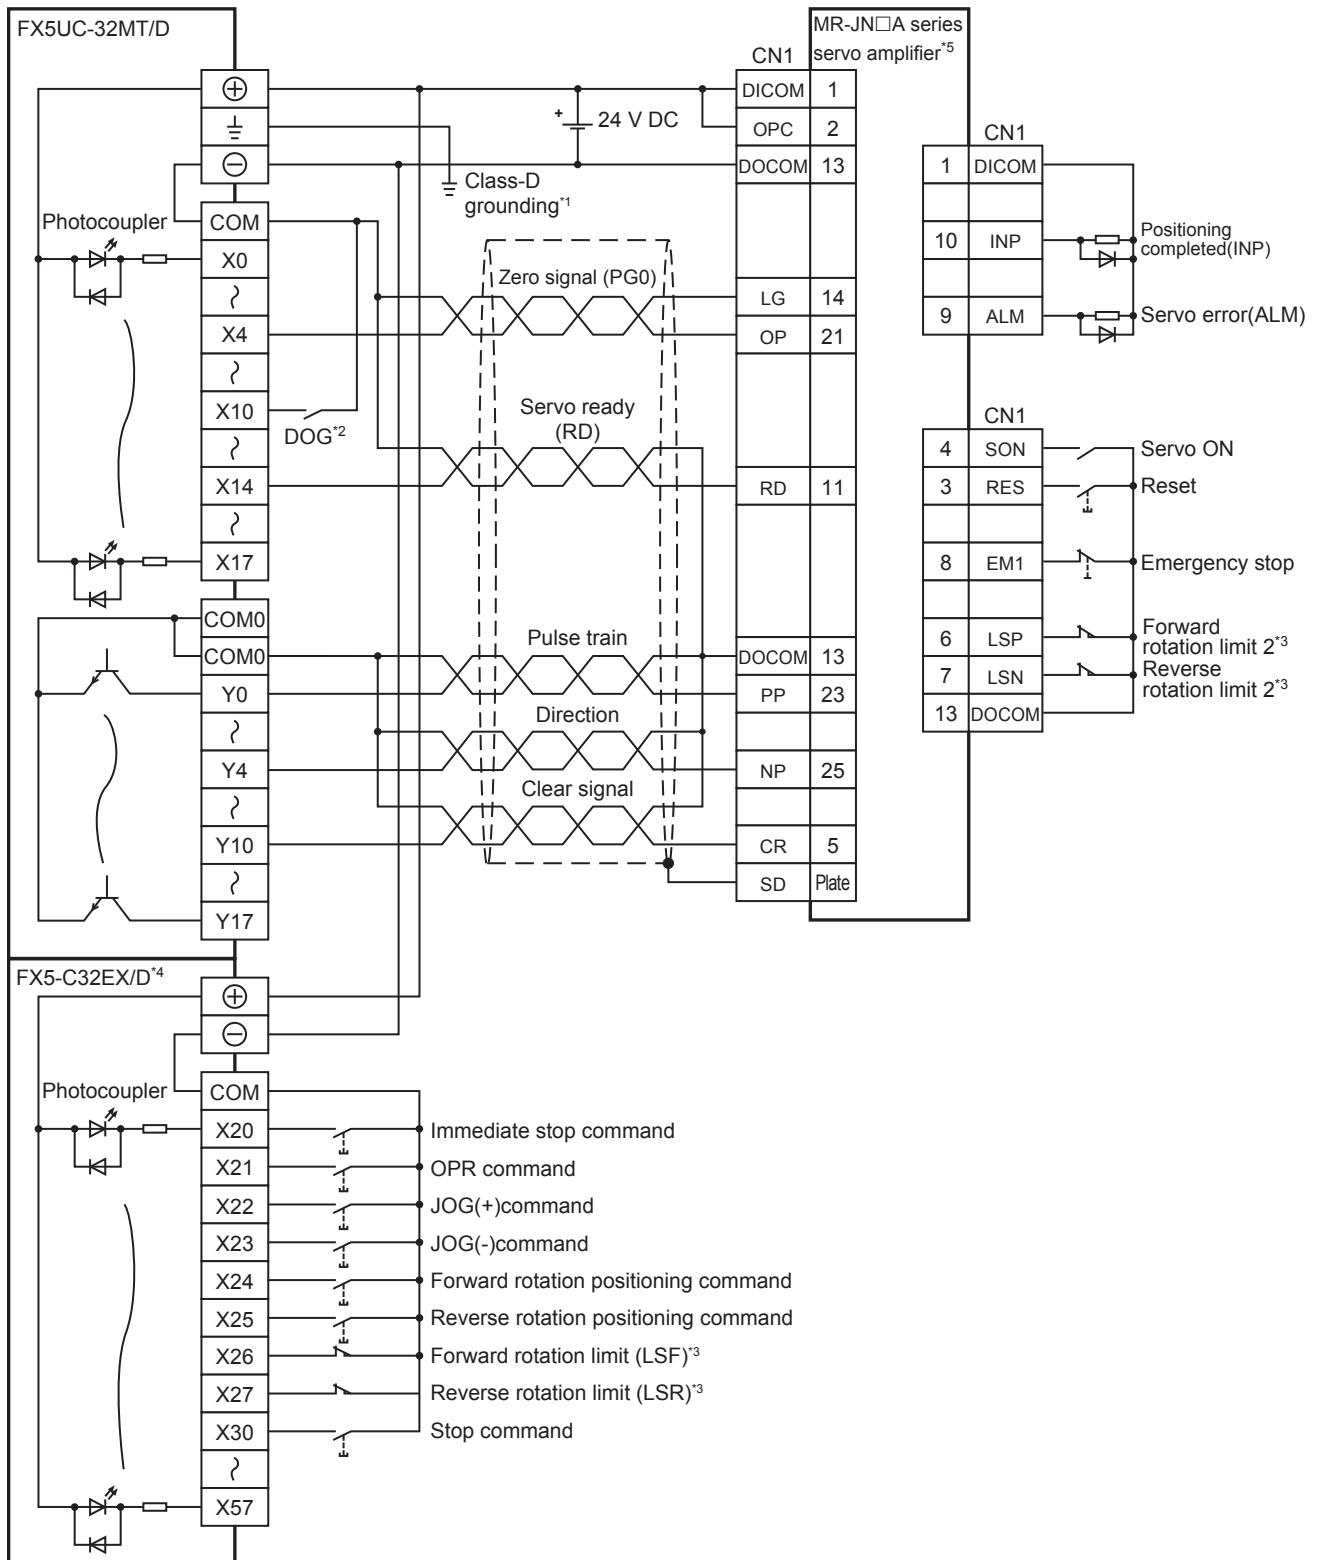 FX5UC-32MT/D
MR-JN□A series
servo amplifier*5
CN1
DICOM 1
OPC 2
DOCOM 13
24 V DC
+
Class-D
grounding*1
Photocoupler
COM
X0
X4
X10
X14
X17
DOG*2
Zero signal (PG0)
LG 14
OP 21
Servo ready
(RD)
RD 11
COM0
COM0
Y0
Y4
Y10
Y17
Pulse train
Direction
Clear signal
DOCOM 13
PP 23
NP 25
CR 5
SD Plate
CN1
1 DICOM
10 INP
9 ALM
Positioning
completed(INP)
Servo error(ALM)
CN1
4 SON Servo ON
3 RES Reset
8 EM1 Emergency stop
6 LSP Forward
rotation limit 2*3
7 LSN Reverse
rotation limit 2*3
13 DOCOM
FX5-C32EX/D*4
Photocoupler
COM
X20 Immediate stop command
X21 OPR command
X22 JOG(+)command
X23 JOG(-)command
X24 Forward rotation positioning command
X25 Reverse rotation positioning command
X26 Forward rotation limit (LSF)*3
X27 Reverse rotation limit (LSR)*3
X30 Stop command
X57